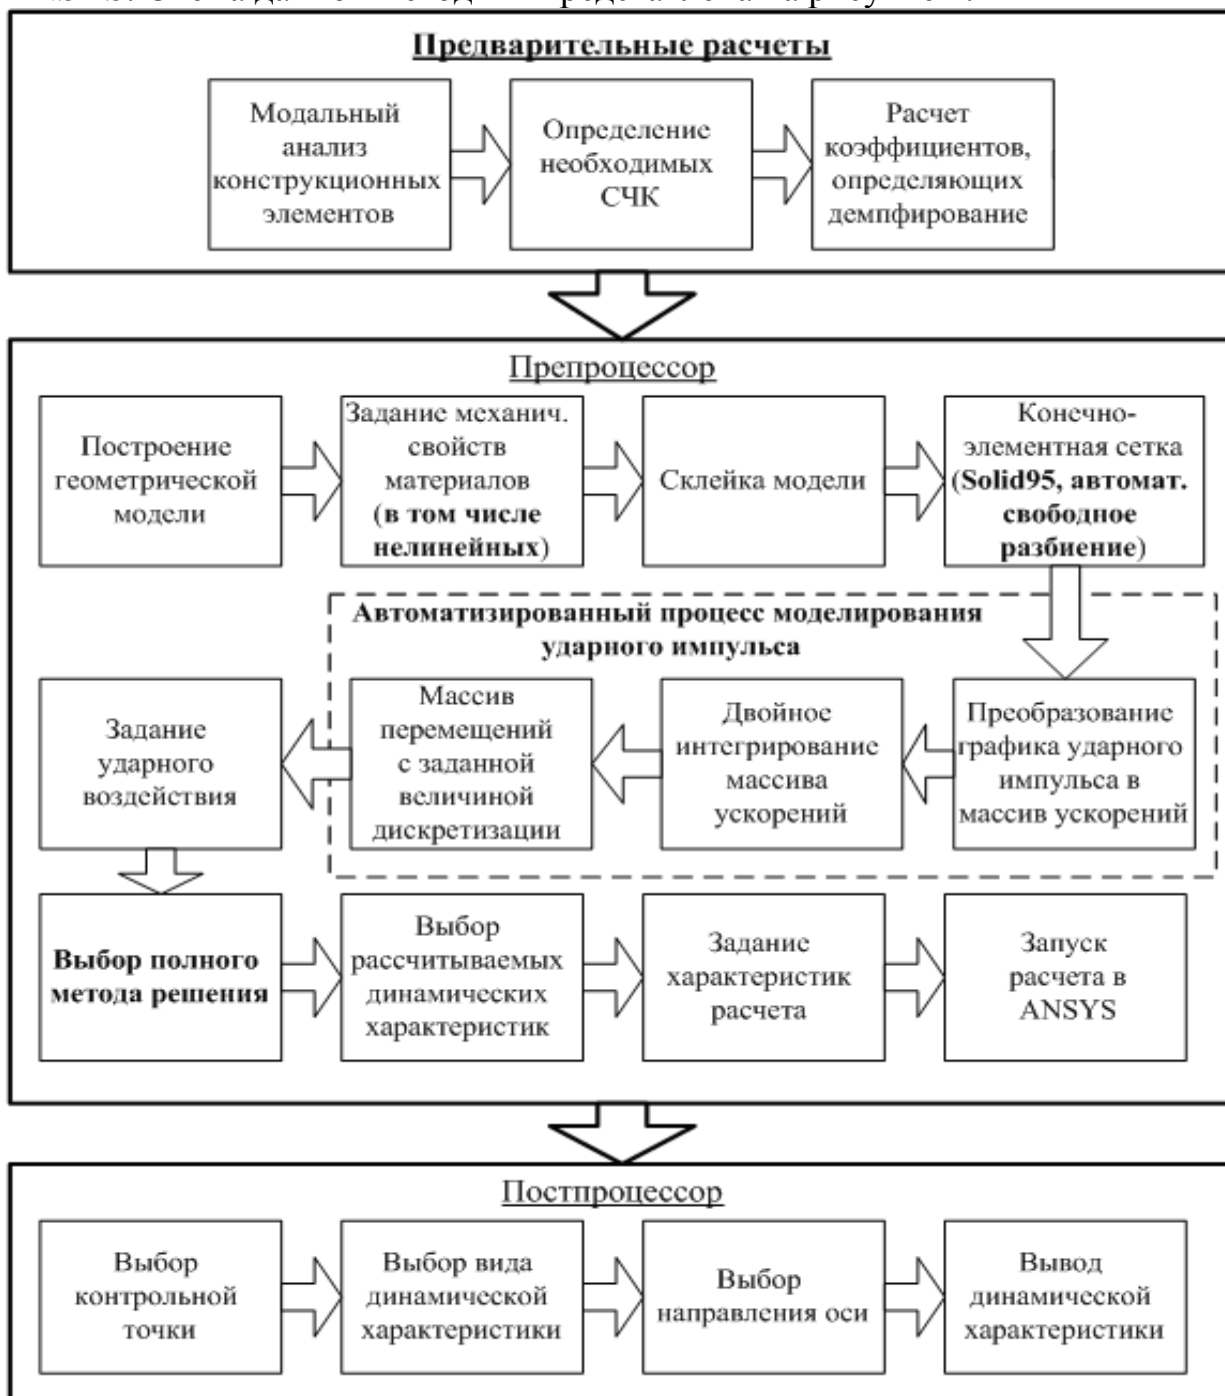 Предварительные расчеты
Модальный
анализ
конструкционных
элементов
Определение
необходимых
СЧК
Расчет
коэффициентов,
определяющих
демпфирование
Препроцессор
Построение
геометрической
модели
Задание механич.
свойств
материалов
(в том числе
нелинейных)
Склейка модели
Конечно-
элементная сетка
(Solid95, автомат.
свободное
разбиение)
Автоматизированный процесс моделирования
ударного импульса
Задание
ударного
воздействия
Массив
перемещений
с заданной
величиной
дискретизации
Двойное
интегрирование
массива
ускорений
Преобразование
графика ударного
импульса в
массив ускорений
Выбор полного
метода решения
Выбор
рассчитываемых
динамических
характеристик
Задание
характеристик
расчета
Запуск
расчета в
ANSYS
Постпроцессор
Выбор
контрольной
точки
Выбор вида
динамической
характеристики
Выбор
направления оси
Вывод
динамической
характеристики